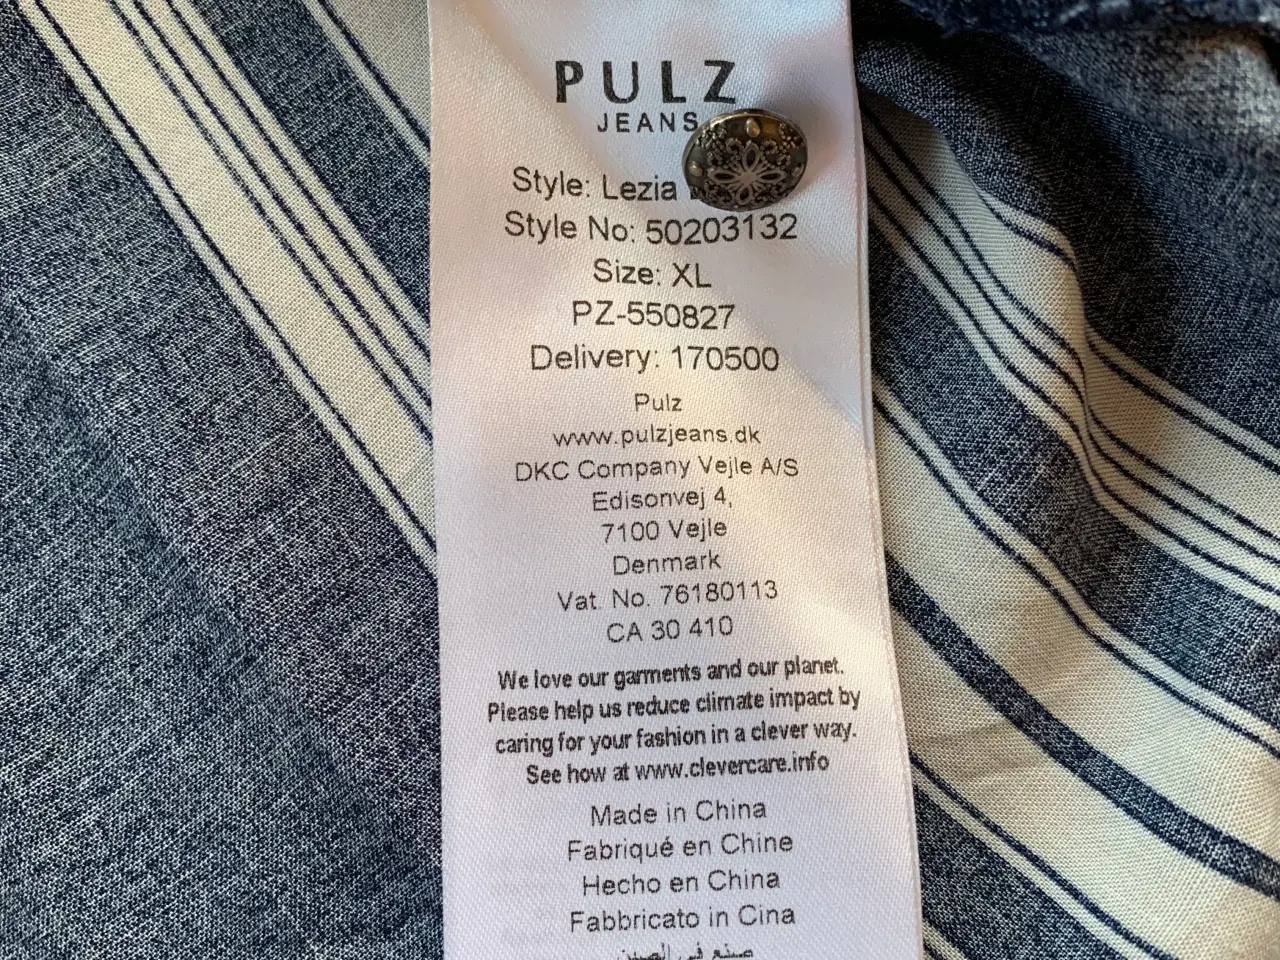 PULZ
JEANS
Style: Lezia
Style No: 50203132
Size: XL
PZ-550827
Delivery: 170500
Pulz
www.pulzjeans.dk
DKC Company Vejle A/S
Edisonvej 4,
7100 Vejle
Denmark
Vat. No. 76180113
CA 30 410
We love our garments and our planet.
Please help us reduce climate impact by
caring for your fashion in a clever way.
See how at www.clevercare.info
Made in China
Fabriqué en Chine
Hecho en China
Fabbricato in Cina
صنع في الصين